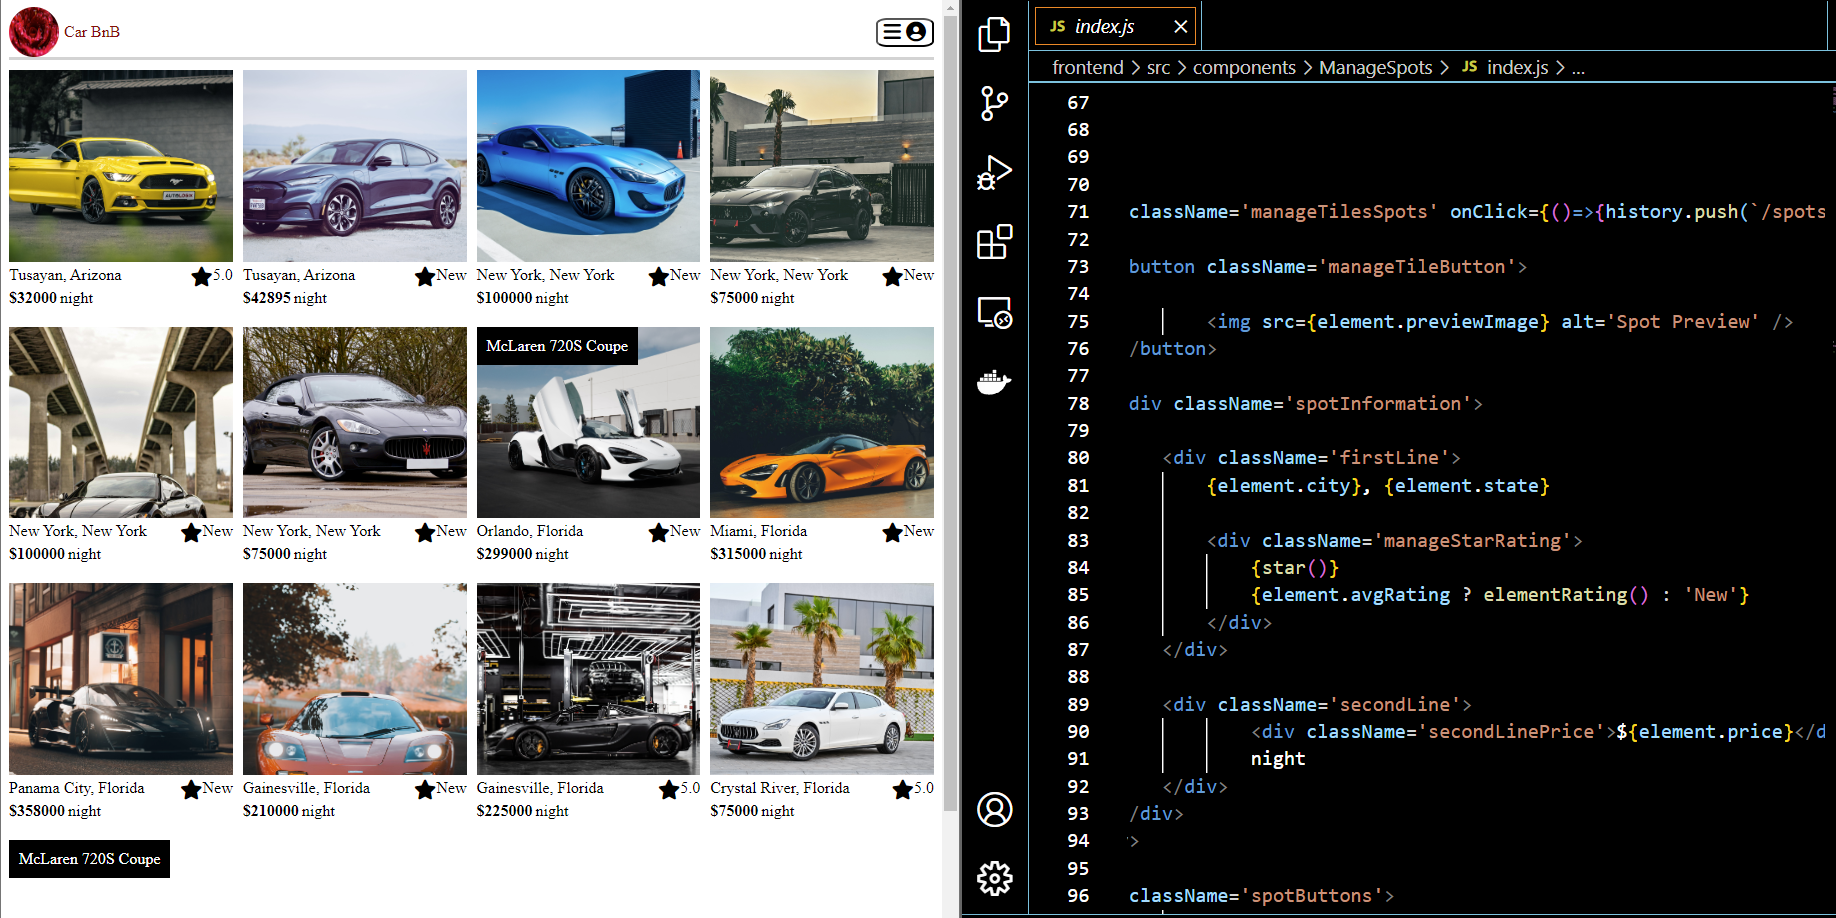 Car BnB
Tusayan, Arizona ★5.0
$32000 night
Tusayan, Arizona ★New
$42895 night
New York, New York ★New
$100000 night
New York, New York ★New
$75000 night
McLaren 720S Coupe
New York, New York ★New
$100000 night
New York, New York ★New
$75000 night
Orlando, Florida ★New
$299000 night
Miami, Florida ★New
$315000 night
Panama City, Florida ★New
$358000 night
Gainesville, Florida ★New
$210000 night
Gainesville, Florida ★5.0
$225000 night
Crystal River, Florida ★5.0
$75000 night
McLaren 720S Coupe
JS index.js
frontend > src > components > ManageSpots > JS index.js > ...
67
68
69
70
71 className='manageTilesSpots' onClick={()=>{history.push(`/spots
72
73 button className='manageTileButton'>
74
75 <img src={element.previewImage} alt='Spot Preview' />
76 /button>
77
78 div className='spotInformation'>
79
80 <div className='firstLine'>
81 {element.city}, {element.state}
82
83 <div className='manageStarRating'>
84 {star()}
85 {element.avgRating ? elementRating() : 'New'}
86 </div>
87 </div>
88
89 <div className='secondLine'>
90 <div className='secondLinePrice'>${element.price}</d
91 night
92 </div>
93 /div>
94 >
95
96 className='spotButtons'>